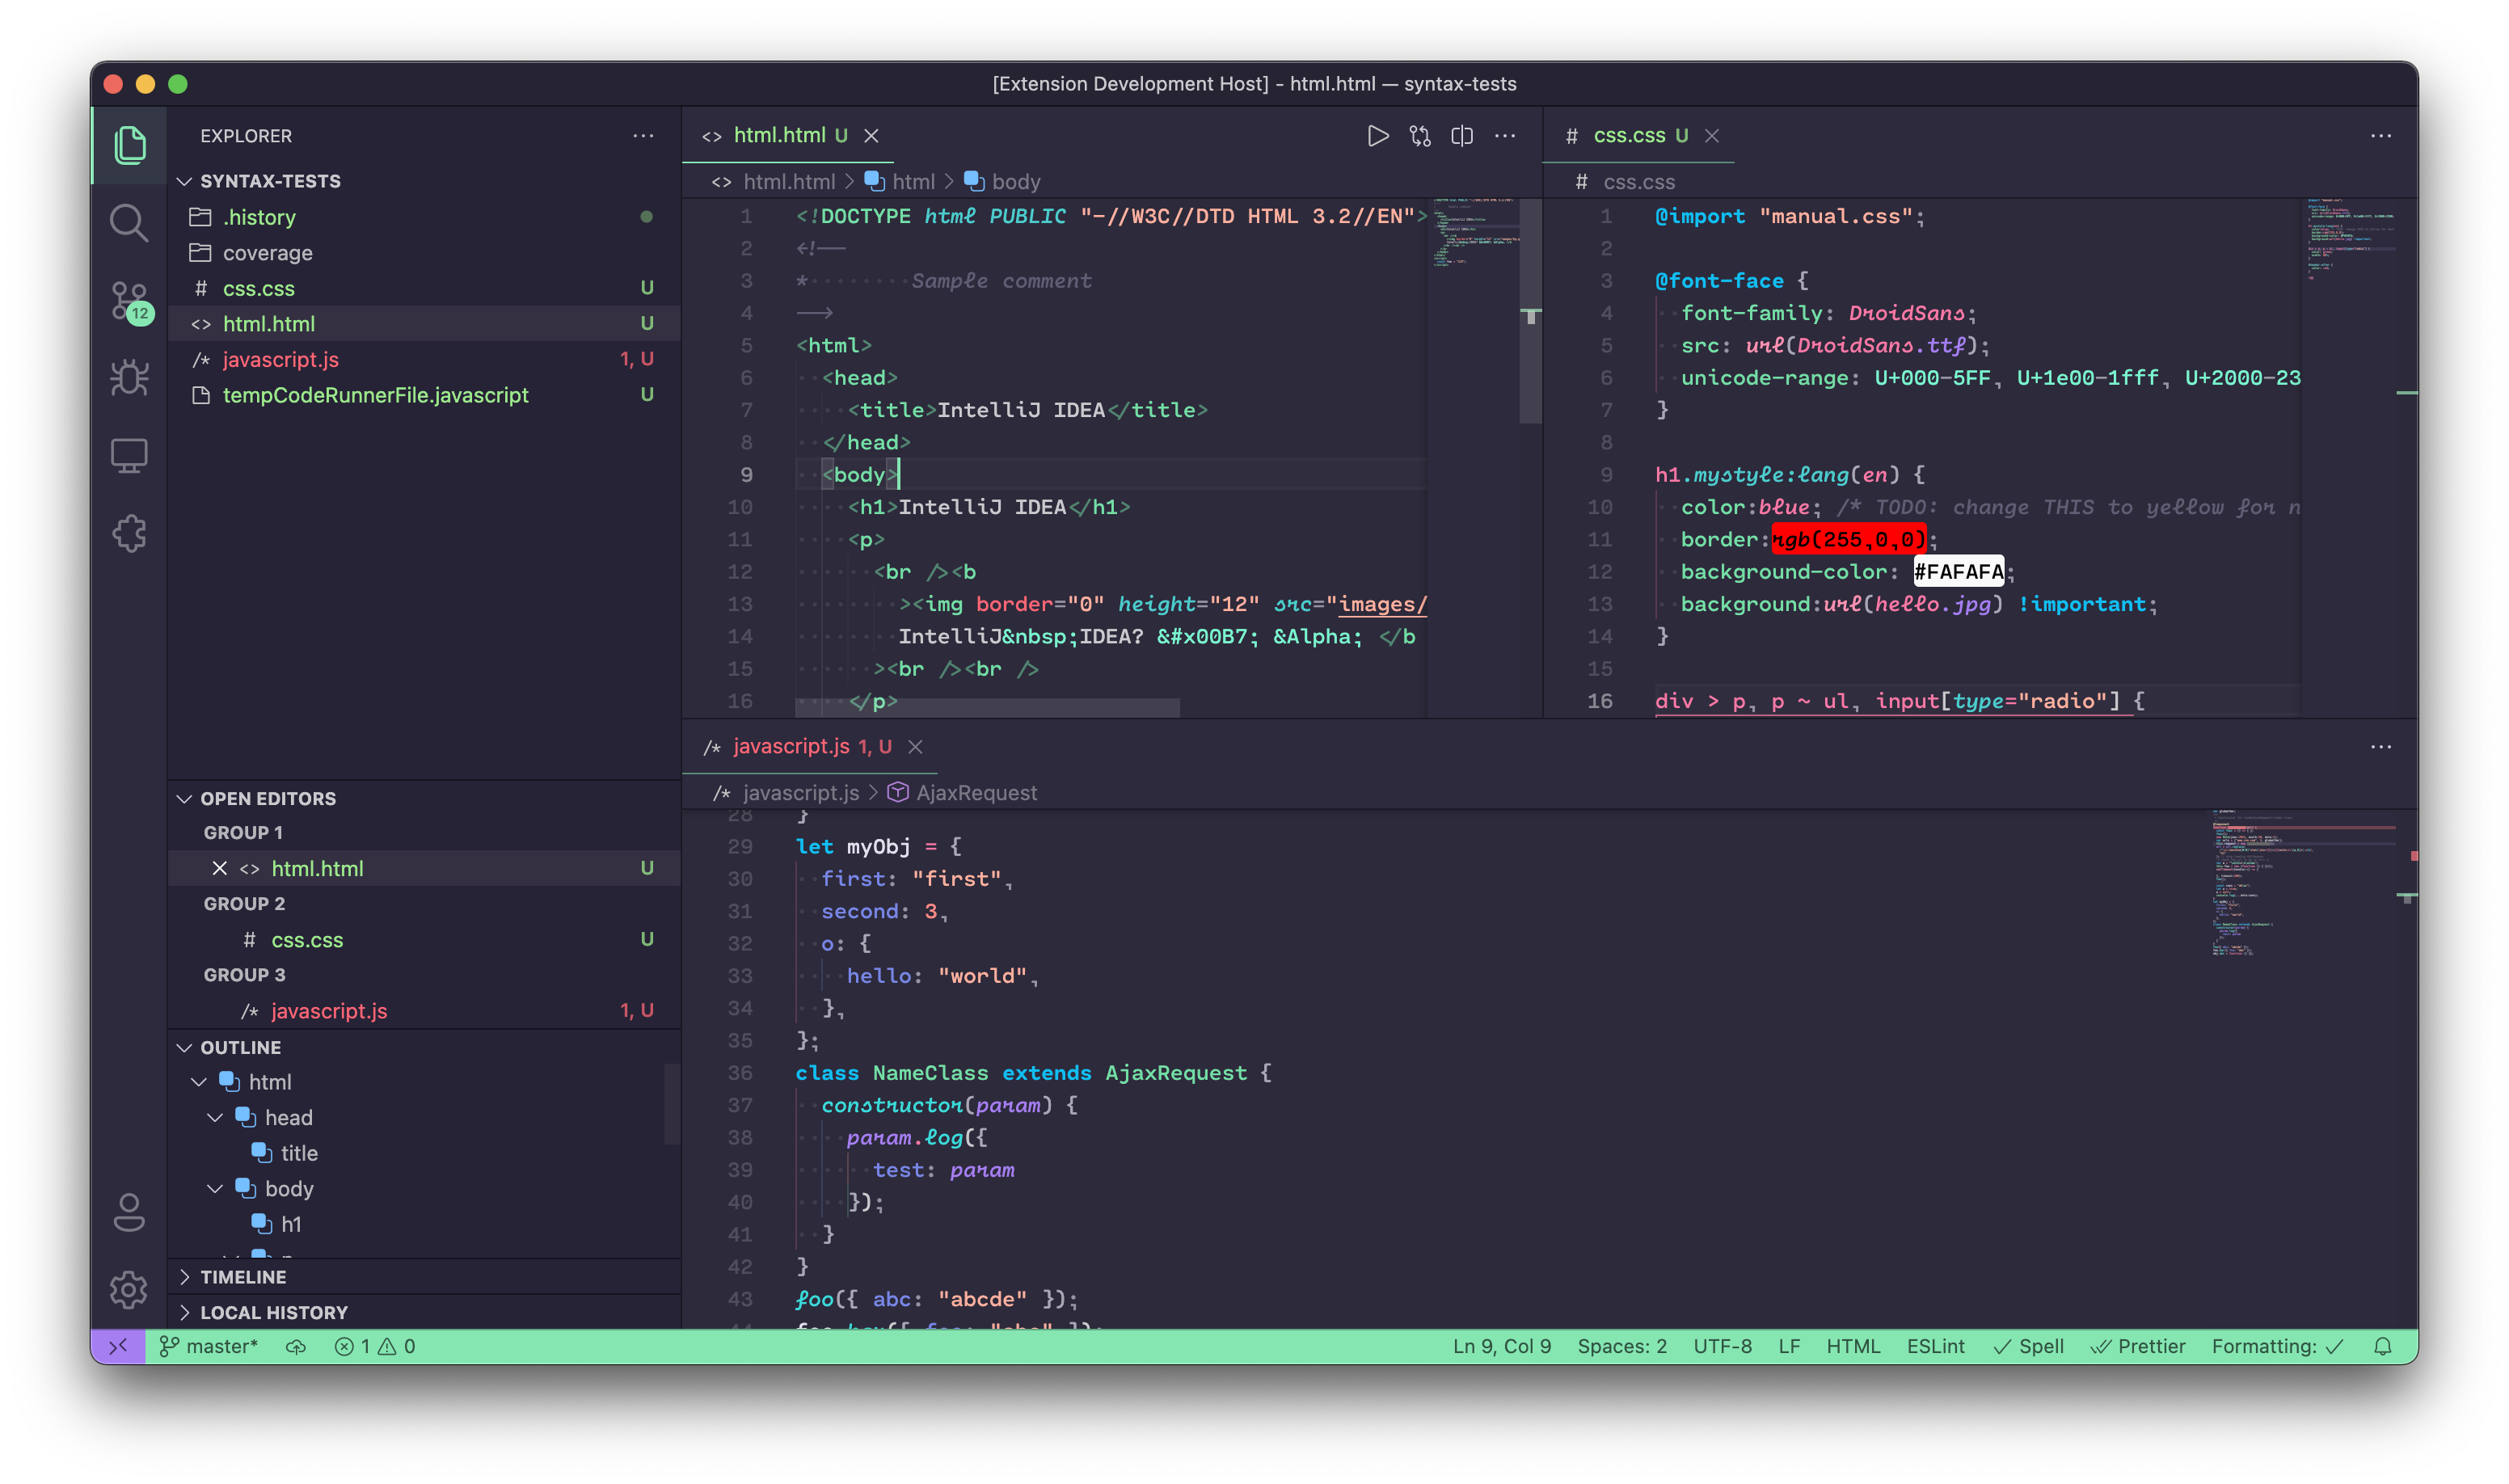 [Extension Development Host] - html.html — syntax-tests
EXPLORER
SYNTAX-TESTS
.history
coverage
# css.css U
<> html.html U
/* javascript.js 1, U
tempCodeRunnerFile.javascript U
12
OPEN EDITORS
GROUP 1
<> html.html U
GROUP 2
# css.css U
GROUP 3
/* javascript.js 1, U
OUTLINE
html
head
title
body
h1
TIMELINE
LOCAL HISTORY
<> html.html U
<> html.html > html > body
1 <!DOCTYPE html PUBLIC "-//W3C//DTD HTML 3.2//EN">
2 <!--
3 * Sample comment
4 -->
5 <html>
6 <head>
7 <title>IntelliJ IDEA</title>
8 </head>
9 <body>
10 <h1>IntelliJ IDEA</h1>
11 <p>
12 <br /><b
13 ><img border="0" height="12" src="images/
14 IntelliJ&nbsp;IDEA? &#x00B7; &Alpha; </b
15 ><br /><br />
16 </p>
# css.css U
# css.css
1 @import "manual.css";
2
3 @font-face {
4 font-family: DroidSans;
5 src: url(DroidSans.ttf);
6 unicode-range: U+000-5FF, U+1e00-1fff, U+2000-23
7 }
8
9 h1.mystyle:lang(en) {
10 color:blue; /* TODO: change THIS to yellow for n
11 border:rgb(255,0,0);
12 background-color: #FAFAFA;
13 background:url(hello.jpg) !important;
14 }
15
16 div > p, p ~ ul, input[type="radio"] {
/* javascript.js 1, U
/* javascript.js > AjaxRequest
28 }
29 let myObj = {
30 first: "first",
31 second: 3,
32 o: {
33 hello: "world",
34 },
35 };
36 class NameClass extends AjaxRequest {
37 constructor(param) {
38 param.log({
39 test: param
40 });
41 }
42 }
43 foo({ abc: "abcde" });
master* 1 0
Ln 9, Col 9 Spaces: 2 UTF-8 LF HTML ESLint Spell Prettier Formatting: